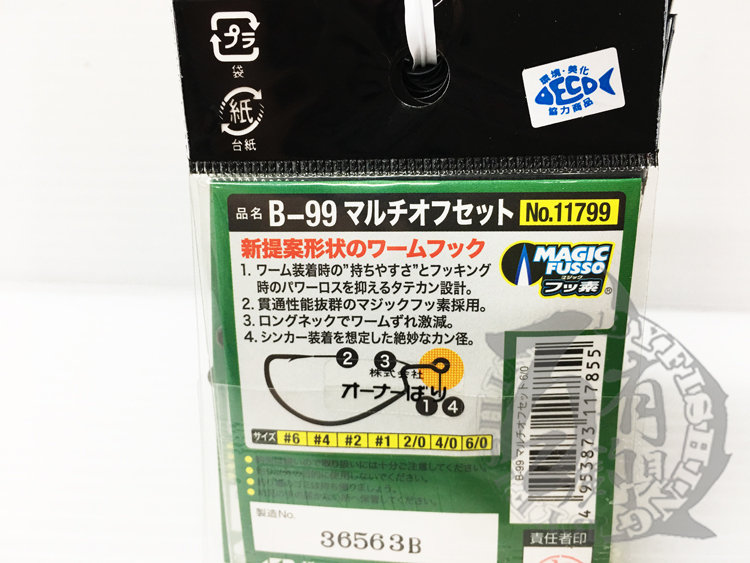 プラ
袋
紙
台紙
環境・美化
DECO
協力商品
品名 B-99 マルチオフセット No.11799
新提案形状のワームフック
1. ワーム装着時の"持ちやすさ"とフッキング
時のパワーロスを抑えるタテカン設計。
2. 貫通性能抜群のマジックフッ素採用。
3. ロングネックでワームずれ激減。
4. シンカー装着を想定した絶妙なカン径。
MAGIC
FUSSO
マジック
フッ素®
2 3
株式会社
オーナーばり
1 4
サイズ #6 #4 #2 #1 2/0 4/0 6/0
B-99 マルチオフセット 6/0
4 953873 117855
製造No.
36563B
責任者印